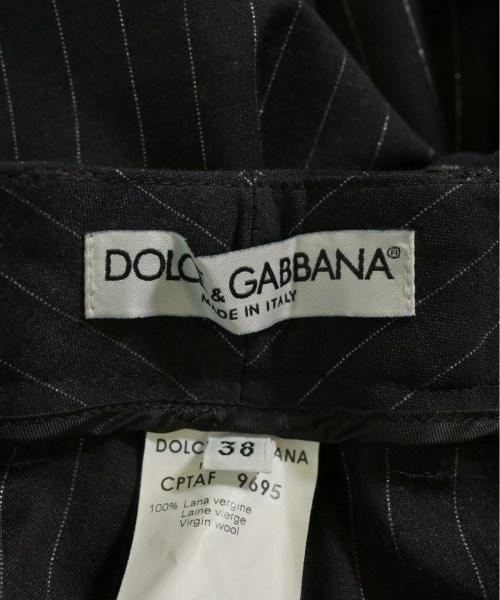 DOLCE & GABBANA®
MADE IN ITALY
38
CPTAF 9695
100% Lana vergine
Laine vierge
Virgin wool